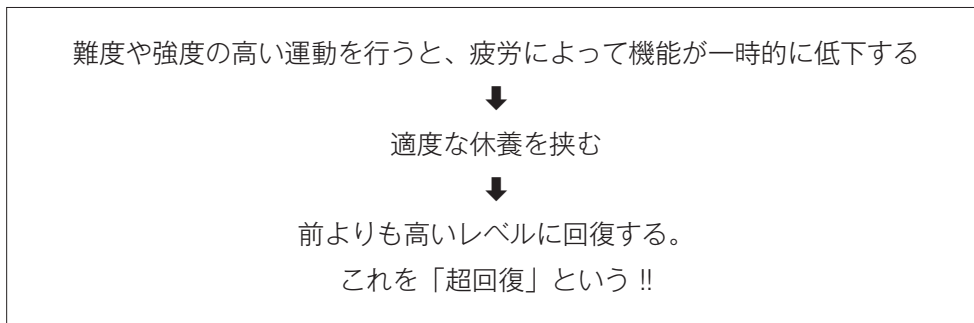 難度や強度の高い運動を行うと、疲労によって機能が一時的に低下する
⬇
適度な休養を挟む
⬇
前よりも高いレベルに回復する。
これを「超回復」という !!